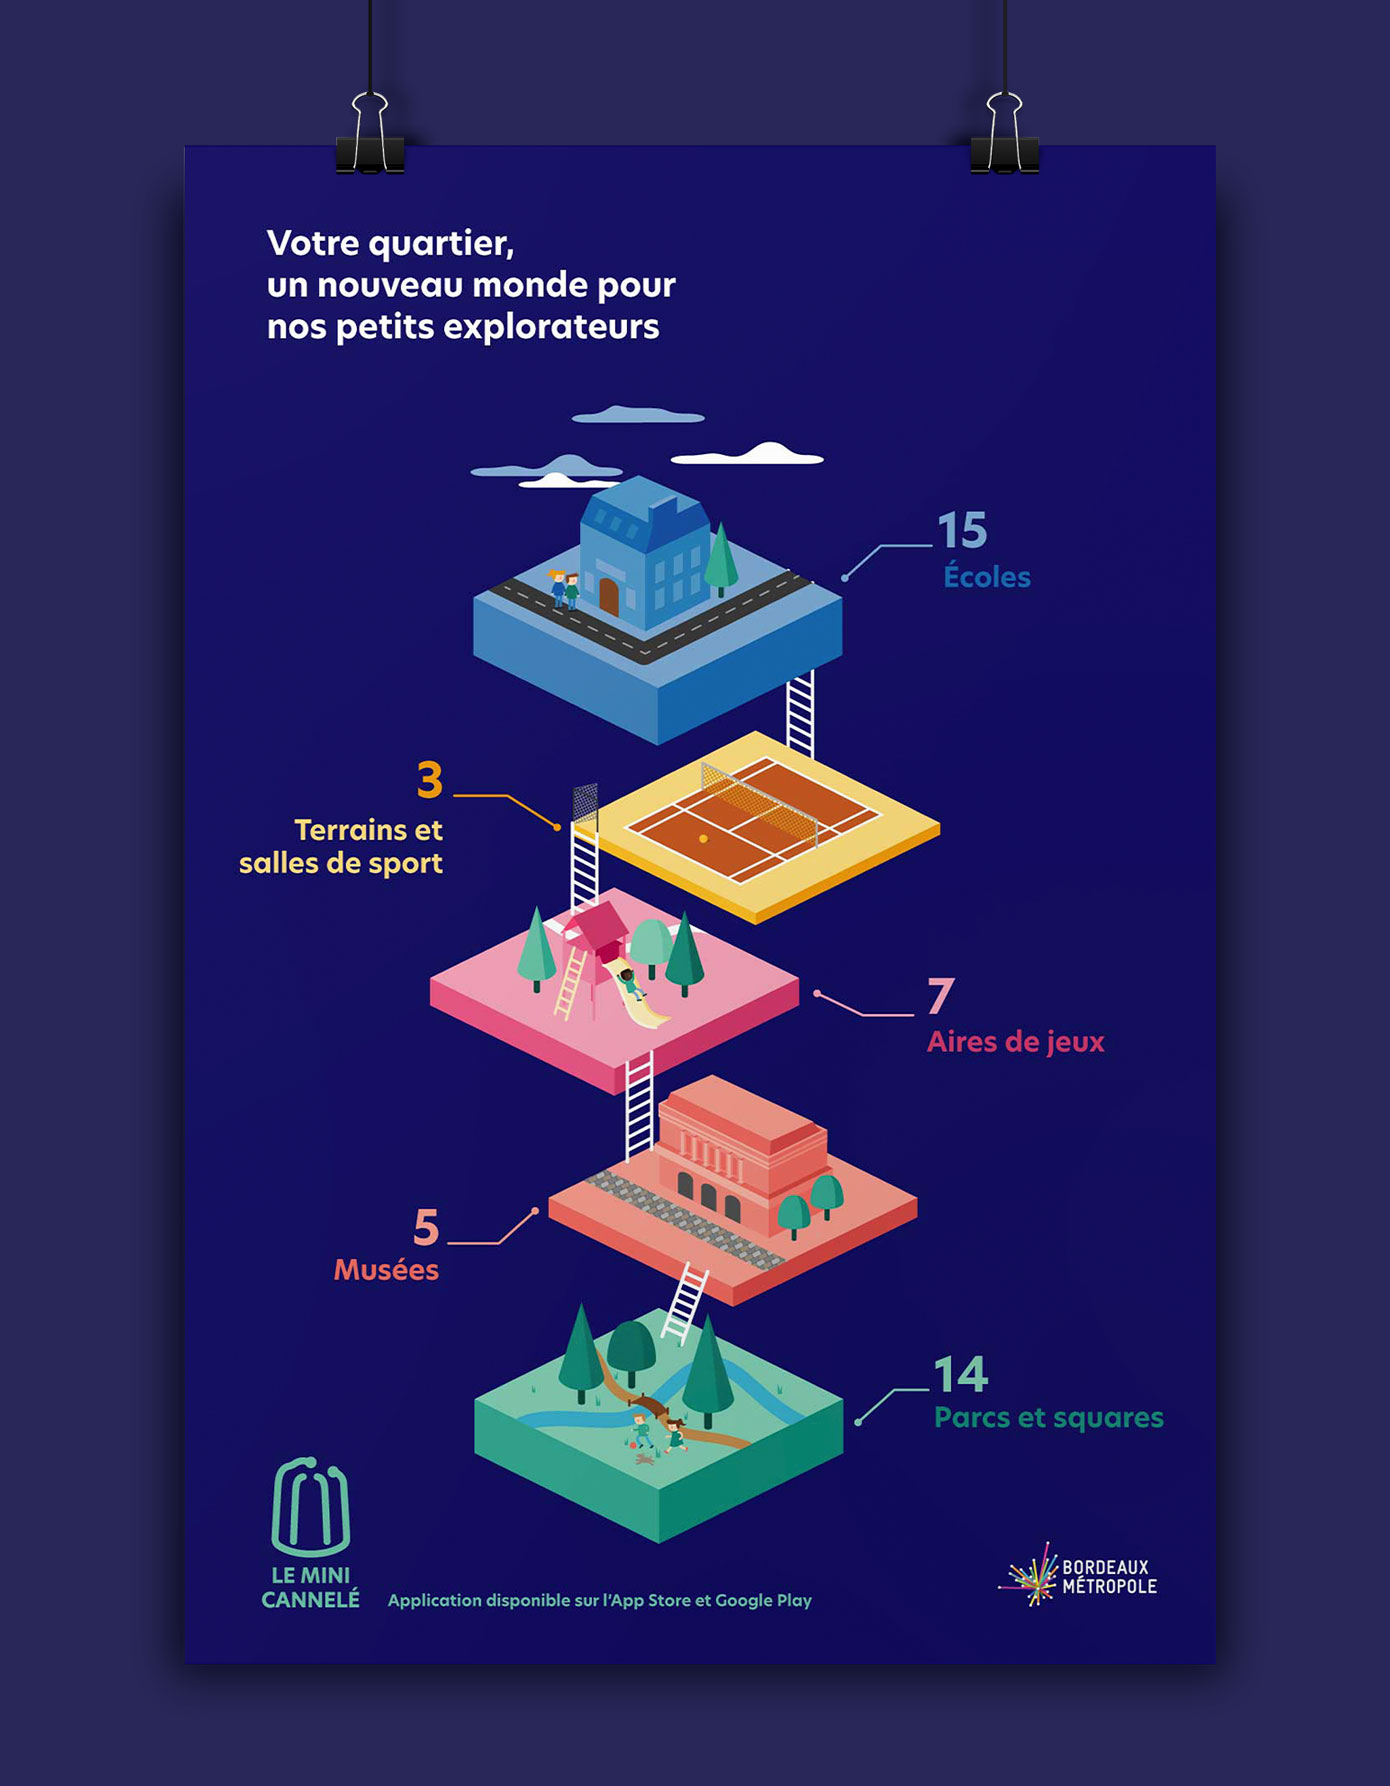 Votre quartier,
un nouveau monde pour
nos petits explorateurs
15
Écoles
3
Terrains et
salles de sport
7
Aires de jeux
5
Musées
14
Parcs et squares
LE MINI
CANNELÉ
Application disponible sur l'App Store et Google Play
BORDEAUX
MÉTROPOLE